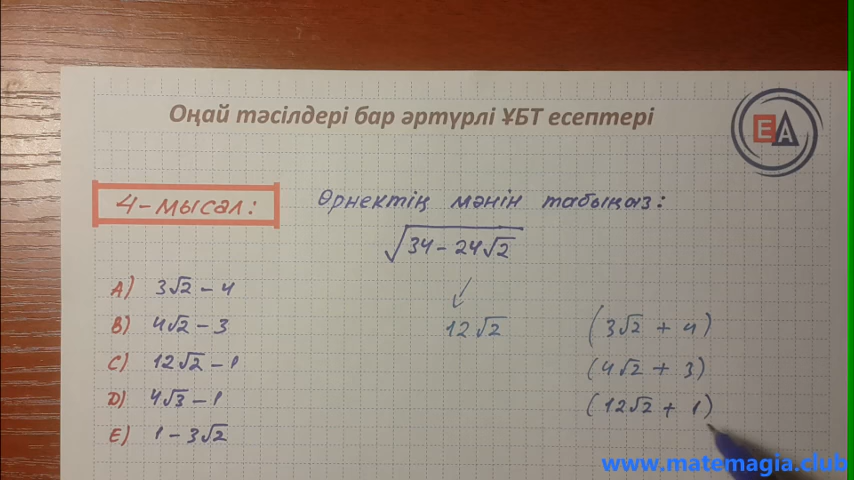 Оңай тәсілдері бар әртүрлі ҰБТ есептері
EA
4-мысал: Өрнектің мәнін табыңыз:
√(34 - 24√2)
A) 3√2 - 4
B) 4√2 - 3
C) 12√2 - 1
D) 4√3 - 1
E) 1 - 3√2
12√2
(3√2 + 4)
(4√2 + 3)
(12√2 + 1)
www.matemagia.club